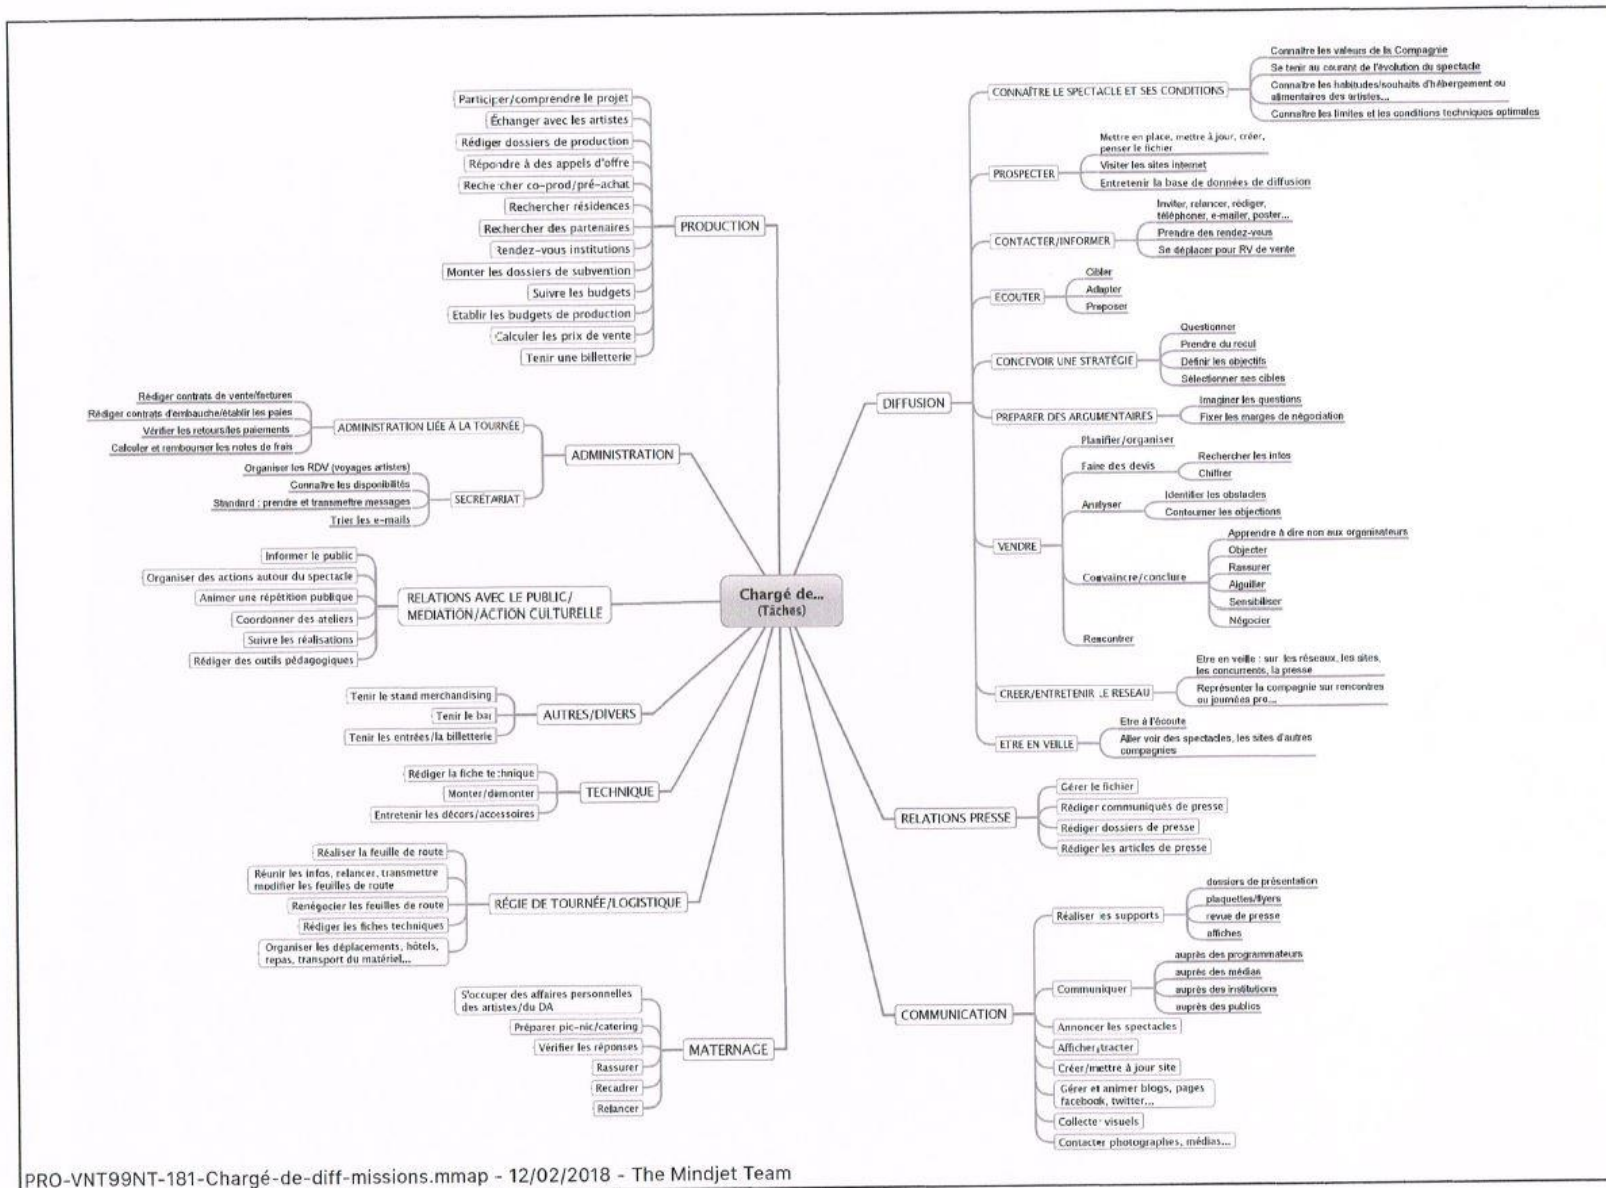 Chargé de...
(Tâches)
PRODUCTION
Participer/comprendre le projet
Échanger avec les artistes
Rédiger dossiers de production
Répondre à des appels d'offre
Rechercher co-prod/pré-achat
Rechercher résidences
Rechercher des partenaires
Rendez-vous institutions
Monter les dossiers de subvention
Suivre les budgets
Etablir les budgets de production
Calculer les prix de vente
Tenir une billetterie
ADMINISTRATION
ADMINISTRATION LIÉE À LA TOURNÉE
Rédiger contrats de vente/factures
Rédiger contrats d'embauche/établir les paies
Vérifier les retours/les paiements
Calculer et rembourser les notes de frais
SECRÉTARIAT
Organiser les RDV (voyages artistes)
Connaître les disponibilités
Standard : prendre et transmettre messages
Trier les e-mails
RELATIONS AVEC LE PUBLIC/
MEDIATION/ACTION CULTURELLE
Informer le public
Organiser des actions autour du spectacle
Animer une répétition publique
Coordonner des ateliers
Suivre les réalisations
Rédiger des outils pédagogiques
AUTRES/DIVERS
Tenir le stand merchandising
Tenir le bar
Tenir les entrées/la billetterie
TECHNIQUE
Rédiger la fiche technique
Monter/démonter
Entretenir les décors/accessoires
RÉGIE DE TOURNÉE/LOGISTIQUE
Réaliser la feuille de route
Réunir les infos, relancer, transmettre
modifier les feuilles de route
Renégocier les feuilles de route
Rédiger les fiches techniques
Organiser les déplacements, hôtels,
repas, transport du matériel...
MATERNAGE
S'occuper des affaires personnelles
des artistes/du DA
Préparer pic-nic/catering
Vérifier les réponses
Rassurer
Recadrer
Relancer
DIFFUSION
CONNAÎTRE LE SPECTACLE ET SES CONDITIONS
Connaître les valeurs de la Compagnie
Se tenir au courant de l'évolution du spectacle
Connaître les habitudes/souhaits d'hébergement ou
alimentaires des artistes...
Connaître les limites et les conditions techniques optimales
PROSPECTER
Mettre en place, mettre à jour, créer,
penser le fichier
Visiter les sites internet
Entretenir la base de données de diffusion
CONTACTER/INFORMER
Inviter, relancer, rédiger,
téléphoner, e-mailer, poster...
Prendre des rendez-vous
Se déplacer pour RV de vente
ECOUTER
Cibler
Adapter
Proposer
CONCEVOIR UNE STRATÉGIE
Questionner
Prendre du recul
Définir les objectifs
Sélectionner ses cibles
PREPARER DES ARGUMENTAIRES
Imaginer les questions
Fixer les marges de négociation
VENDRE
Planifier/organiser
Faire des devis
Rechercher les infos
Chiffrer
Analyser
Identifier les obstacles
Contourner les objections
Convaincre/conclure
Apprendre à dire non aux organisateurs
Objecter
Rassurer
Aiguiller
Sensibiliser
Négocier
Rencontrer
CREER/ENTRETENIR LE RESEAU
Etre en veille : sur les réseaux, les sites,
les concurrents, la presse
Représenter la compagnie sur rencontres
ou journées pro...
ETRE EN VEILLE
Etre à l'écoute
Aller voir des spectacles, les sites d'autres
compagnies
RELATIONS PRESSE
Gérer le fichier
Rédiger communiqués de presse
Rédiger dossiers de presse
Rédiger les articles de presse
COMMUNICATION
Réaliser les supports
dossiers de présentation
plaquettes/flyers
revue de presse
affiches
Communiquer
auprès des programmateurs
auprès des médias
auprès des institutions
auprès des publics
Annoncer les spectacles
Afficher,tracter
Créer/mettre à jour site
Gérer et animer blogs, pages
facebook, twitter...
Collecter visuels
Contacter photographes, médias...
PRO-VNT99NT-181-Chargé-de-diff-missions.mmap - 12/02/2018 - The Mindjet Team